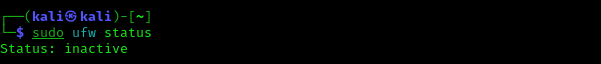 ┌──(kali㉿kali)-[~]
└─$ sudo ufw status
Status: inactive